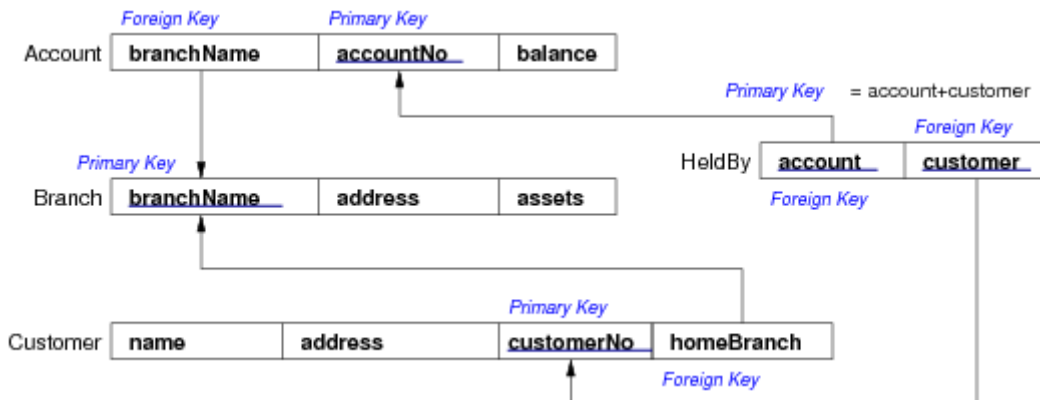 Foreign Key Primary Key
Account branchName accountNo balance
Primary Key = account+customer
Foreign Key
Primary Key HeldBy account customer
Branch branchName address assets Foreign Key
Primary Key
Customer name address customerNo homeBranch
Foreign Key